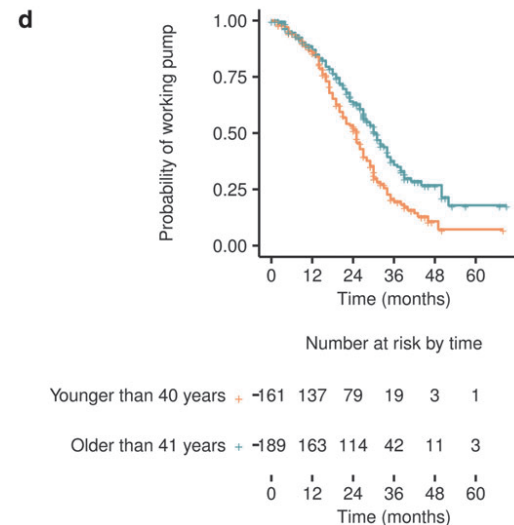 d
Probability of working pump
1.00
0.75
0.50
0.25
0.00
0 12 24 36 48 60
Time (months)
Number at risk by time
Younger than 40 years + -161 137 79 19 3 1
Older than 41 years + -189 163 114 42 11 3
0 12 24 36 48 60
Time (months)